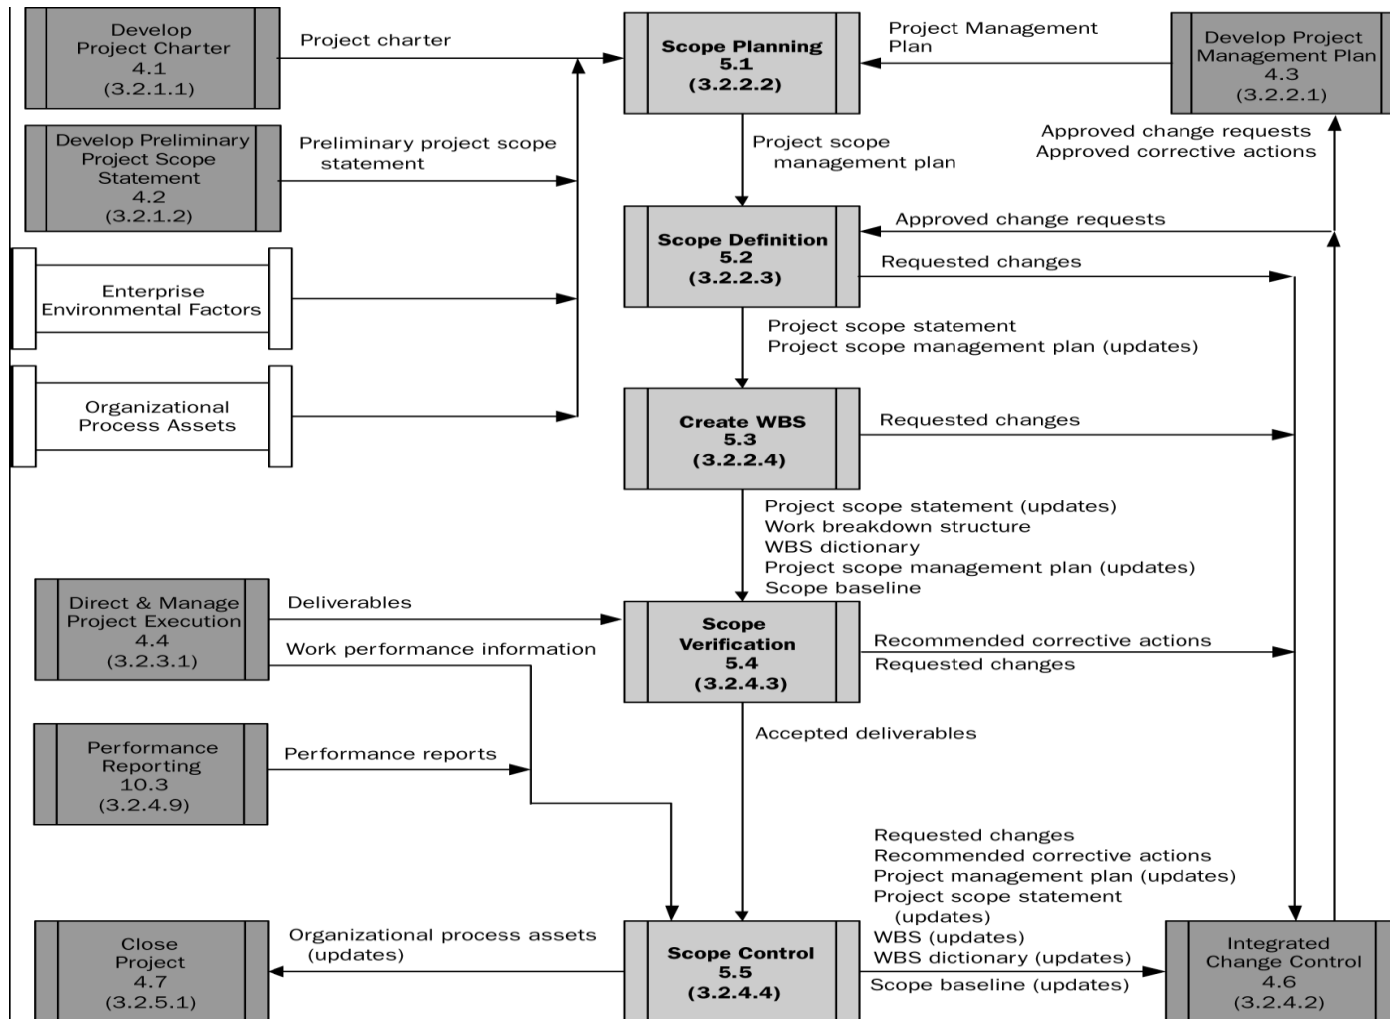 Develop
Project Charter
4.1
(3.2.1.1)
Project charter
Scope Planning
5.1
(3.2.2.2)
Project Management
Plan
Develop Project
Management Plan
4.3
(3.2.2.1)
Develop Preliminary
Project Scope
Statement
4.2
(3.2.1.2)
Preliminary project scope
statement
Project scope
management plan
Approved change requests
Approved corrective actions
Enterprise
Environmental Factors
Scope Definition
5.2
(3.2.2.3)
Approved change requests
Requested changes
Project scope statement
Project scope management plan (updates)
Organizational
Process Assets
Create WBS
5.3
(3.2.2.4)
Requested changes
Project scope statement (updates)
Work breakdown structure
WBS dictionary
Project scope management plan (updates)
Scope baseline
Direct & Manage
Project Execution
4.4
(3.2.3.1)
Deliverables
Work performance information
Scope
Verification
5.4
(3.2.4.3)
Recommended corrective actions
Requested changes
Performance
Reporting
10.3
(3.2.4.9)
Performance reports
Accepted deliverables
Close
Project
4.7
(3.2.5.1)
Organizational process assets
(updates)
Scope Control
5.5
(3.2.4.4)
Requested changes
Recommended corrective actions
Project management plan (updates)
Project scope statement
(updates)
WBS (updates)
WBS dictionary (updates)
Scope baseline (updates)
Integrated
Change Control
4.6
(3.2.4.2)